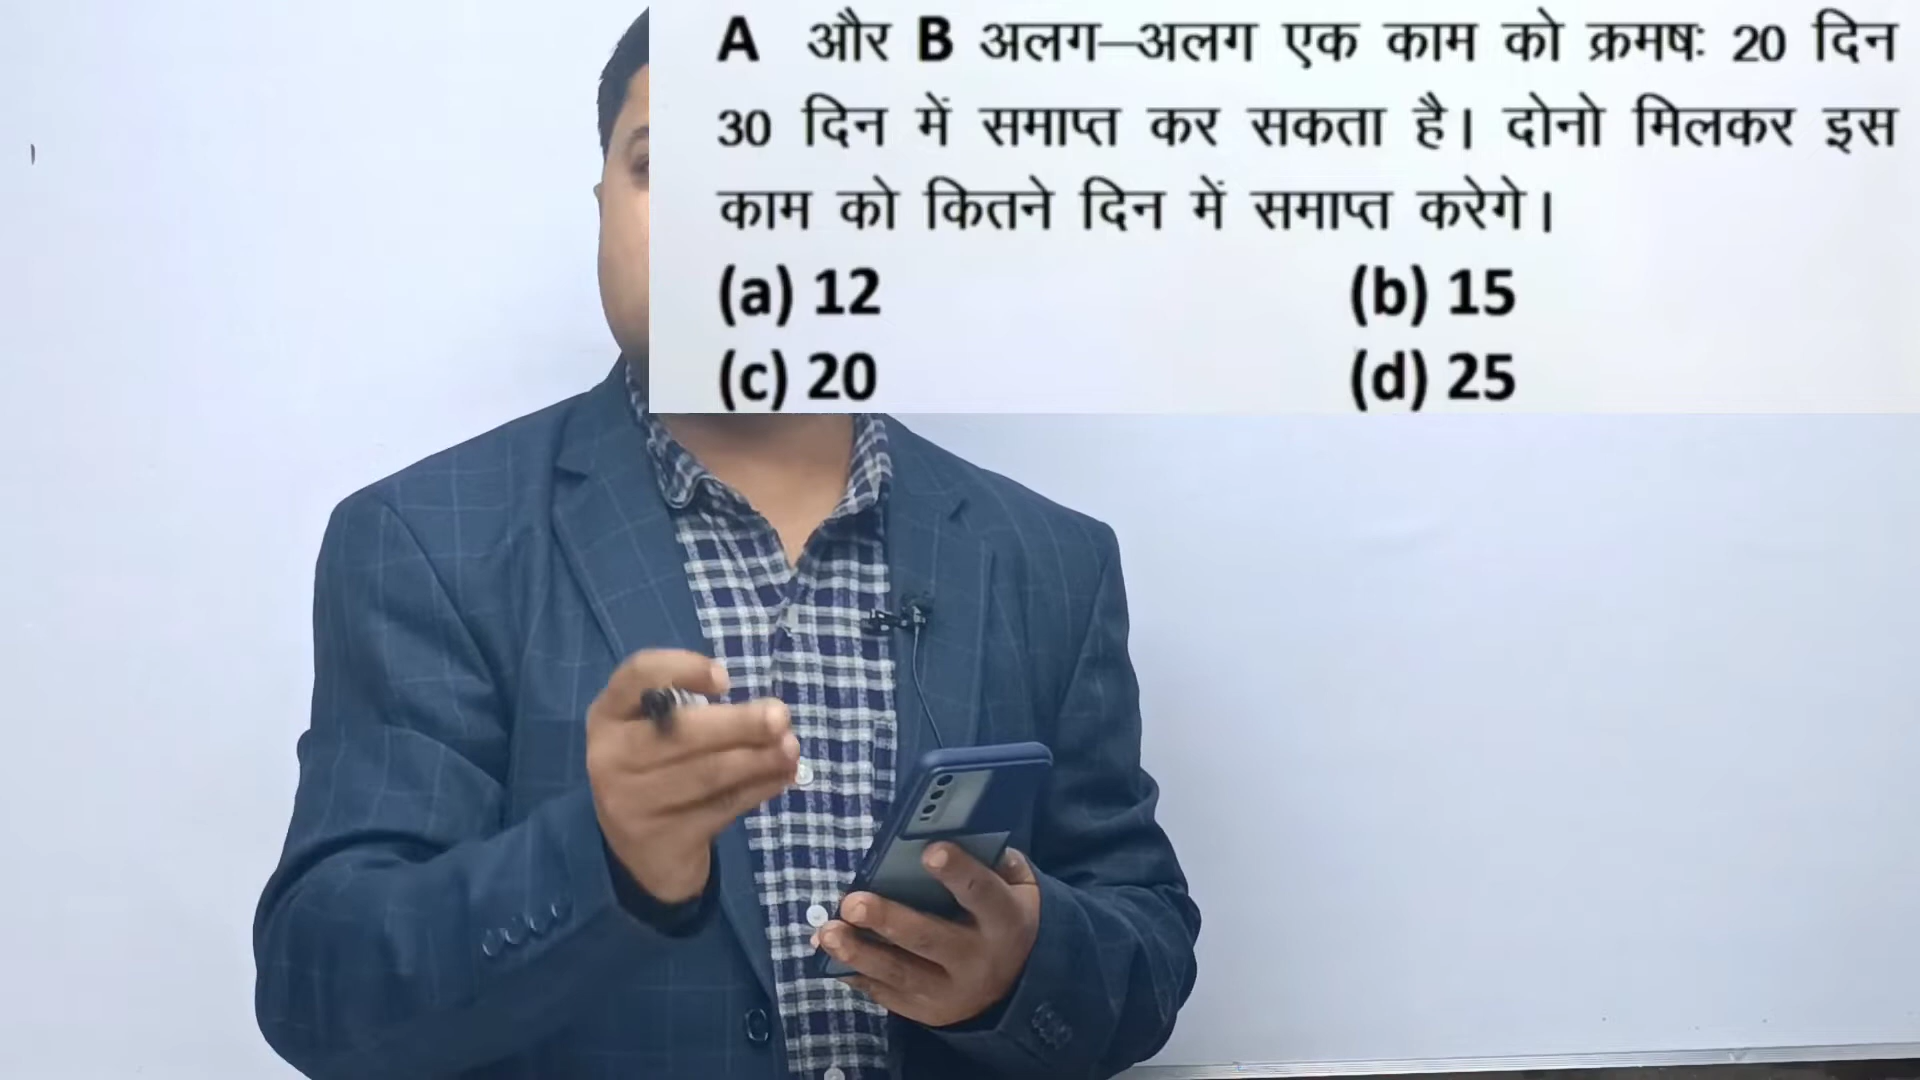 A और B अलग–अलग एक काम को क्रमषः 20 दिन
30 दिन में समाप्त कर सकता है। दोनो मिलकर इस
काम को कितने दिन में समाप्त करेगे।
(a) 12 (b) 15
(c) 20 (d) 25